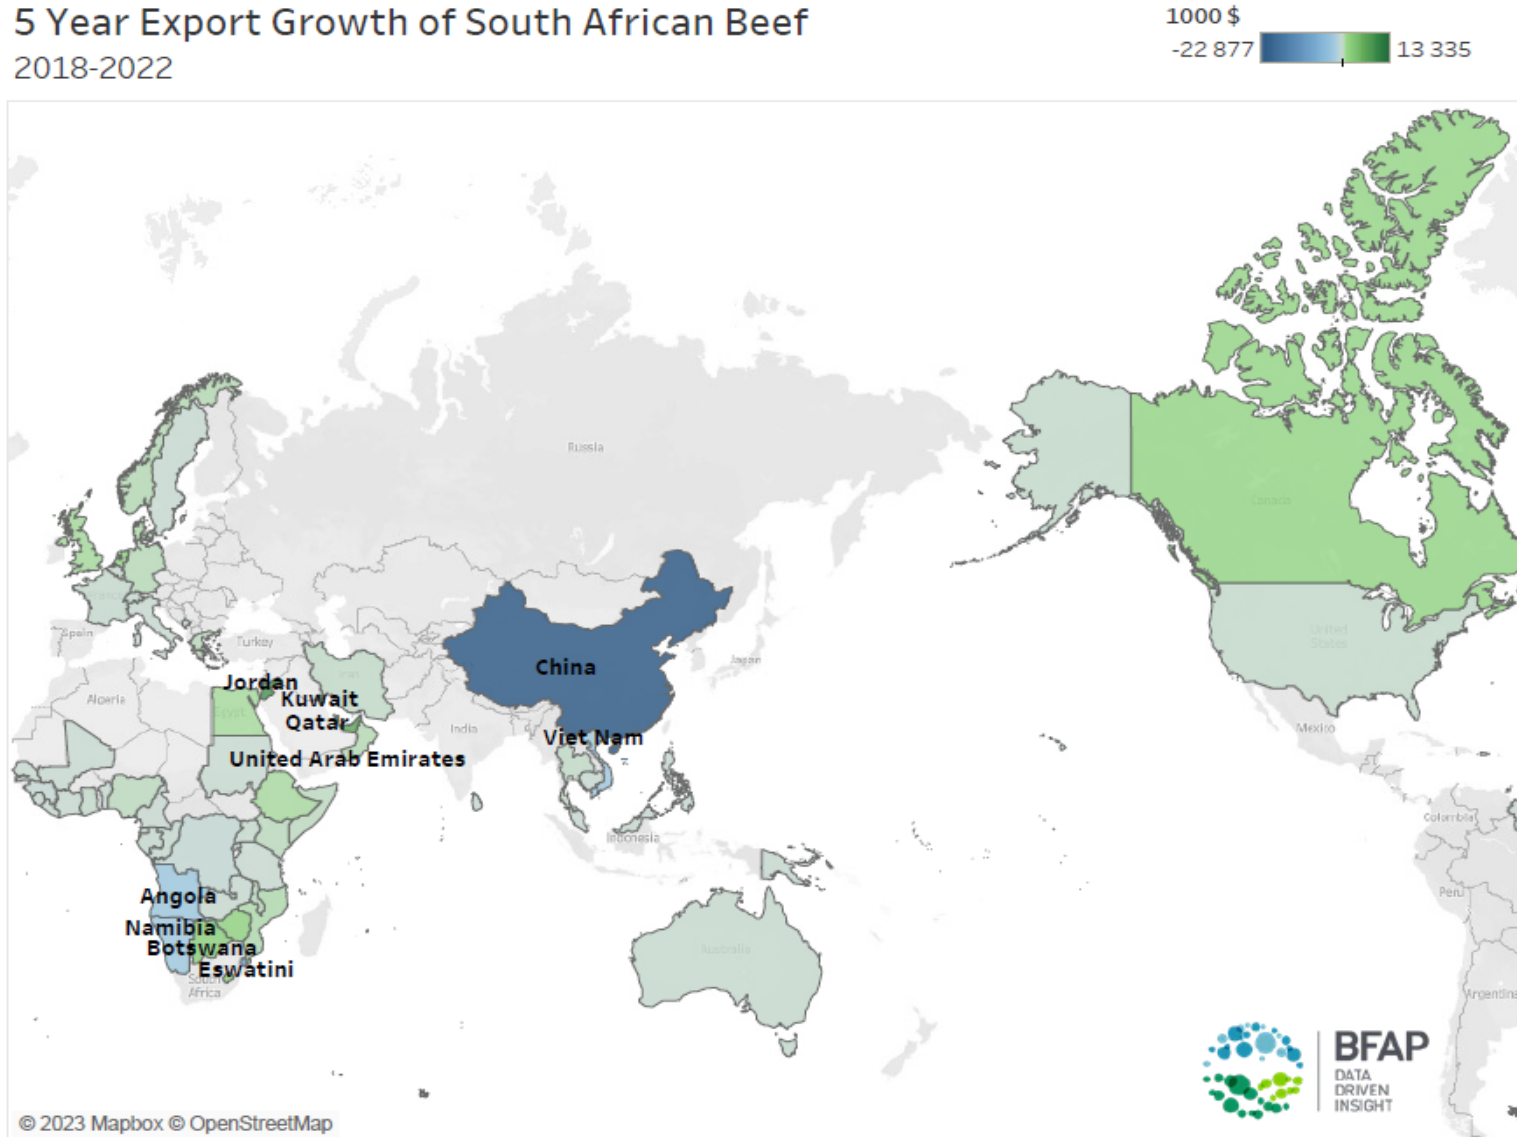 5 Year Export Growth of South African Beef
2018-2022
1000 $
-22 877
13 335
Russia
Canada
France
Spain
Turkey
United
States
China
Japan
Iran
Jordan
Algeria
Kuwait
Egypt
Qatar
India
Mexico
Viet Nam
United Arab Emirates
Colombia
Indonesia
Peru
Angola
Namibia
Botswana
Australia
Eswatini
South
Africa
Argentina
BFAP
DATA
DRIVEN
INSIGHT
© 2023 Mapbox © OpenStreetMap